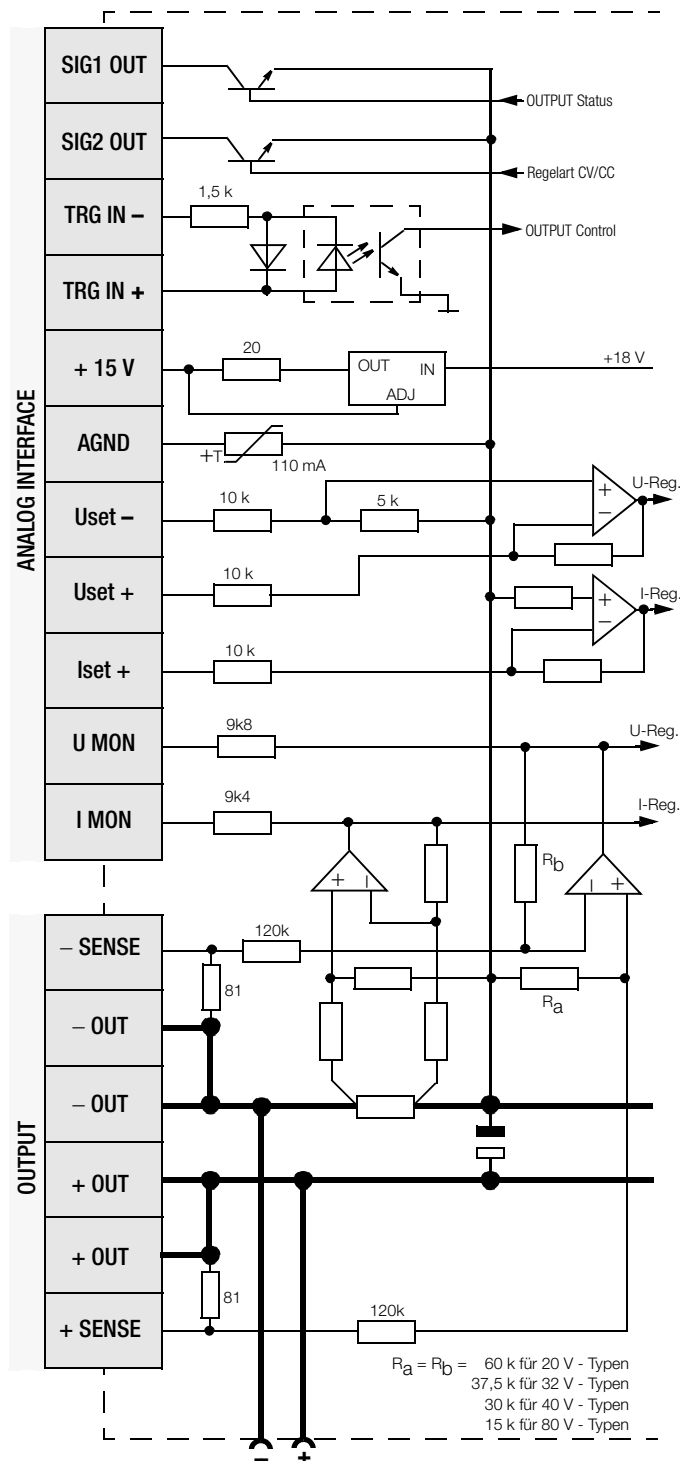 SIG1 OUT
OUTPUT Status
SIG2 OUT
Regelart CV/CC
1,5 k
TRG IN –
OUTPUT Control
TRG IN +
+18 V
20
OUT IN
+ 15 V
ADJ
ANALOG INTERFACE
AGND
+T
110 mA
10 k
5 k
U-Reg.
+
–
Uset –
10 k
Uset +
I-Reg.
+
–
10 k
Iset +
U-Reg.
9k8
U MON
9k4
I-Reg.
I MON
Rb
+ –
– +
120k
– SENSE
81
Ra
– OUT
– OUT
OUTPUT
+ OUT
+ OUT
81
120k
+ SENSE
Ra = Rb = 60 k für 20 V - Typen
37,5 k für 32 V - Typen
30 k für 40 V - Typen
15 k für 80 V - Typen
– +